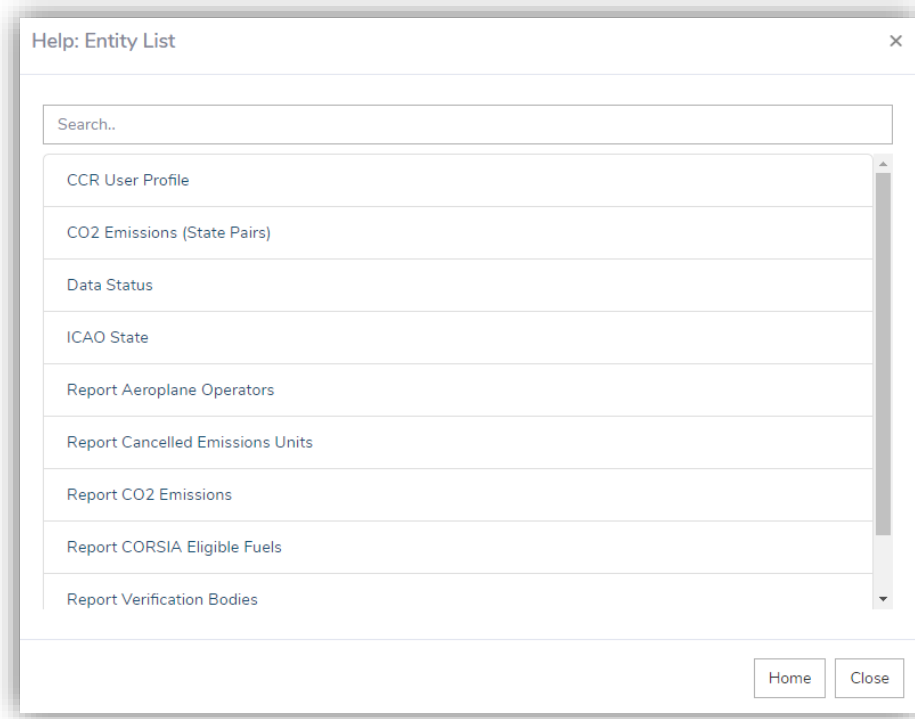 Help: Entity List ×
Search..
CCR User Profile
CO2 Emissions (State Pairs)
Data Status
ICAO State
Report Aeroplane Operators
Report Cancelled Emissions Units
Report CO2 Emissions
Report CORSIA Eligible Fuels
Report Verification Bodies
Home Close